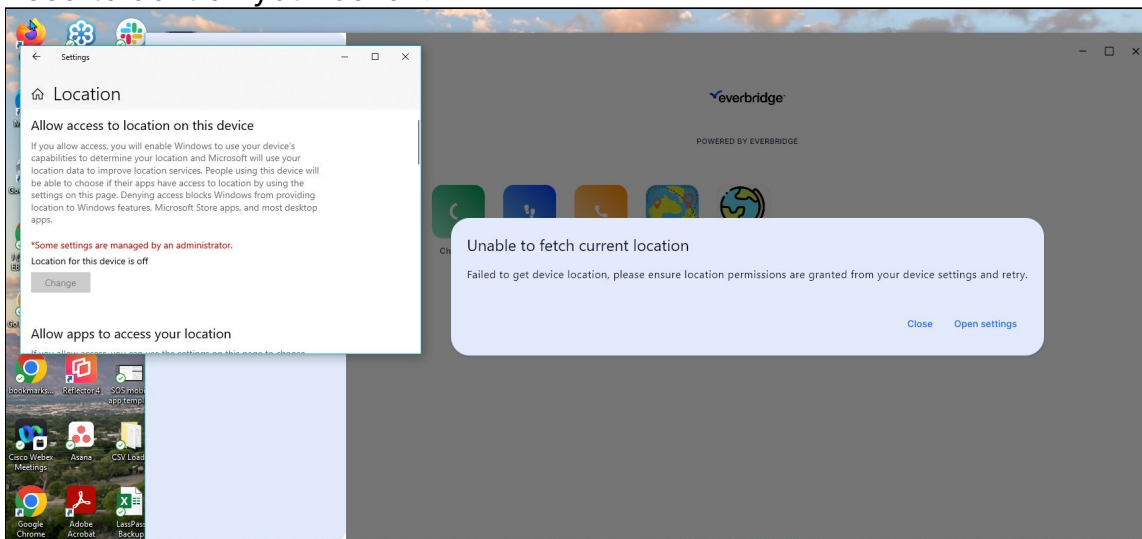 Settings
Location
Allow access to location on this device
If you allow access, you will enable Windows to use your device's
capabilities to determine your location and Microsoft will use your
location data to improve location services. People using this device will
be able to choose if their apps have access to location by using the
settings on this page. Denying access blocks Windows from providing
location to Windows features, Microsoft Store apps, and most desktop
apps.
*Some settings are managed by an administrator.
Location for this device is off
Change
Allow apps to access your location
everbridge
POWERED BY EVERBRIDGE
Unable to fetch current location
Failed to get device location, please ensure location permissions are granted from your device settings and retry.
Close Open settings
bookmarks... Reflector 4 SOS mobi
app templ
Cisco Webex Asana CSV Load
Meetings
Google Adobe LassPas
Chrome Acrobat Backup